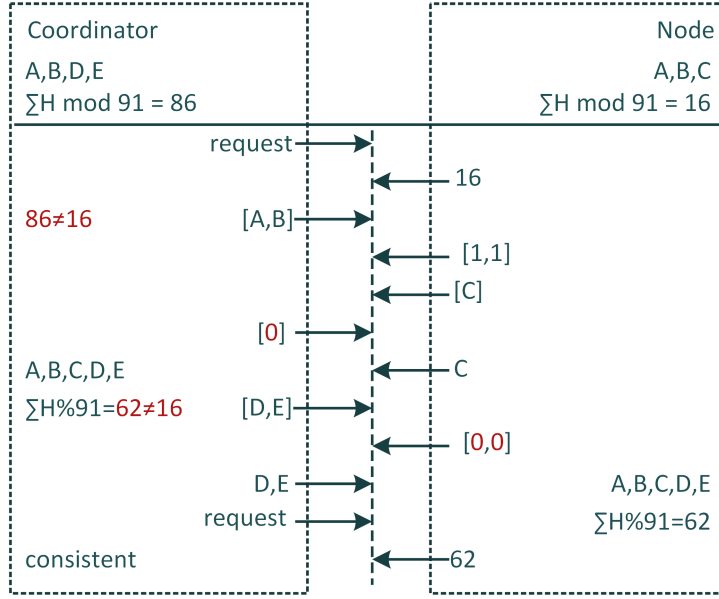 Coordinator
Node
A,B,D,E
A,B,C
∑H mod 91 = 86
∑H mod 91 = 16
request
16
86≠16
[A,B]
[1,1]
[C]
[0]
A,B,C,D,E
C
∑H%91=62≠16
[D,E]
[0,0]
D,E
A,B,C,D,E
request
∑H%91=62
consistent
62